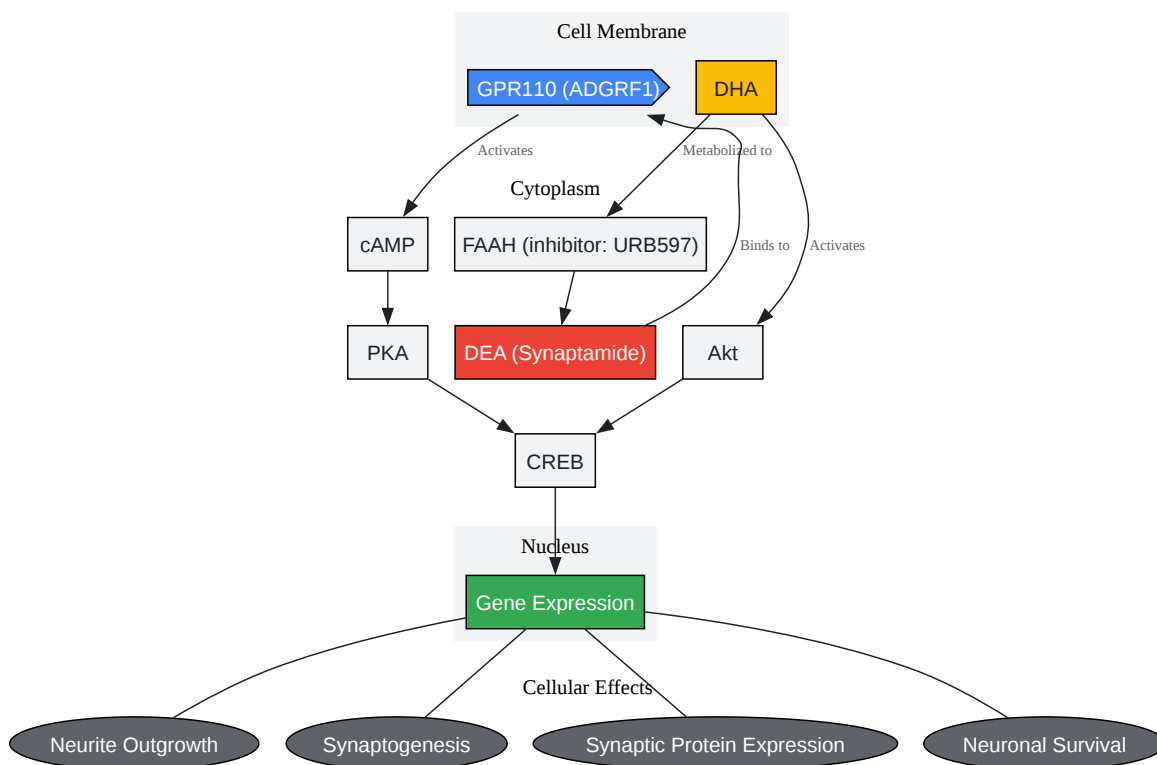 Cell Membrane
GPR110 (ADGRF1)
DHA
Activates
Metabolized to
Cytoplasm
cAMP
FAAH (inhibitor: URB597)
Binds to
Activates
PKA
DEA (Synaptamide)
Akt
CREB
Nucleus
Gene Expression
Cellular Effects
Neurite Outgrowth
Synaptogenesis
Synaptic Protein Expression
Neuronal Survival